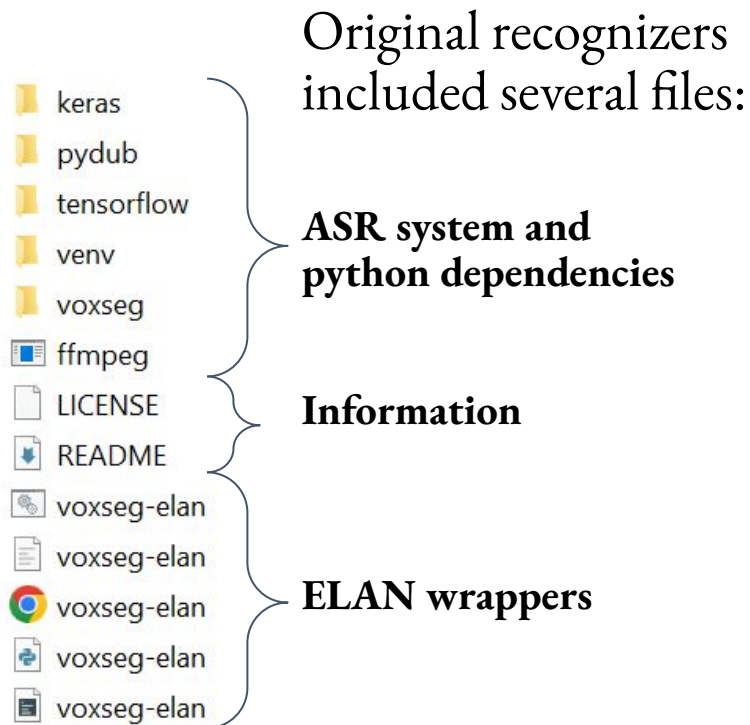 Original recognizers
included several files:
keras
pydub
tensorflow
venv
voxseg
ffmpeg
ASR system and
python dependencies
LICENSE
README
Information
voxseg-elan
voxseg-elan
voxseg-elan
voxseg-elan
voxseg-elan
ELAN wrappers